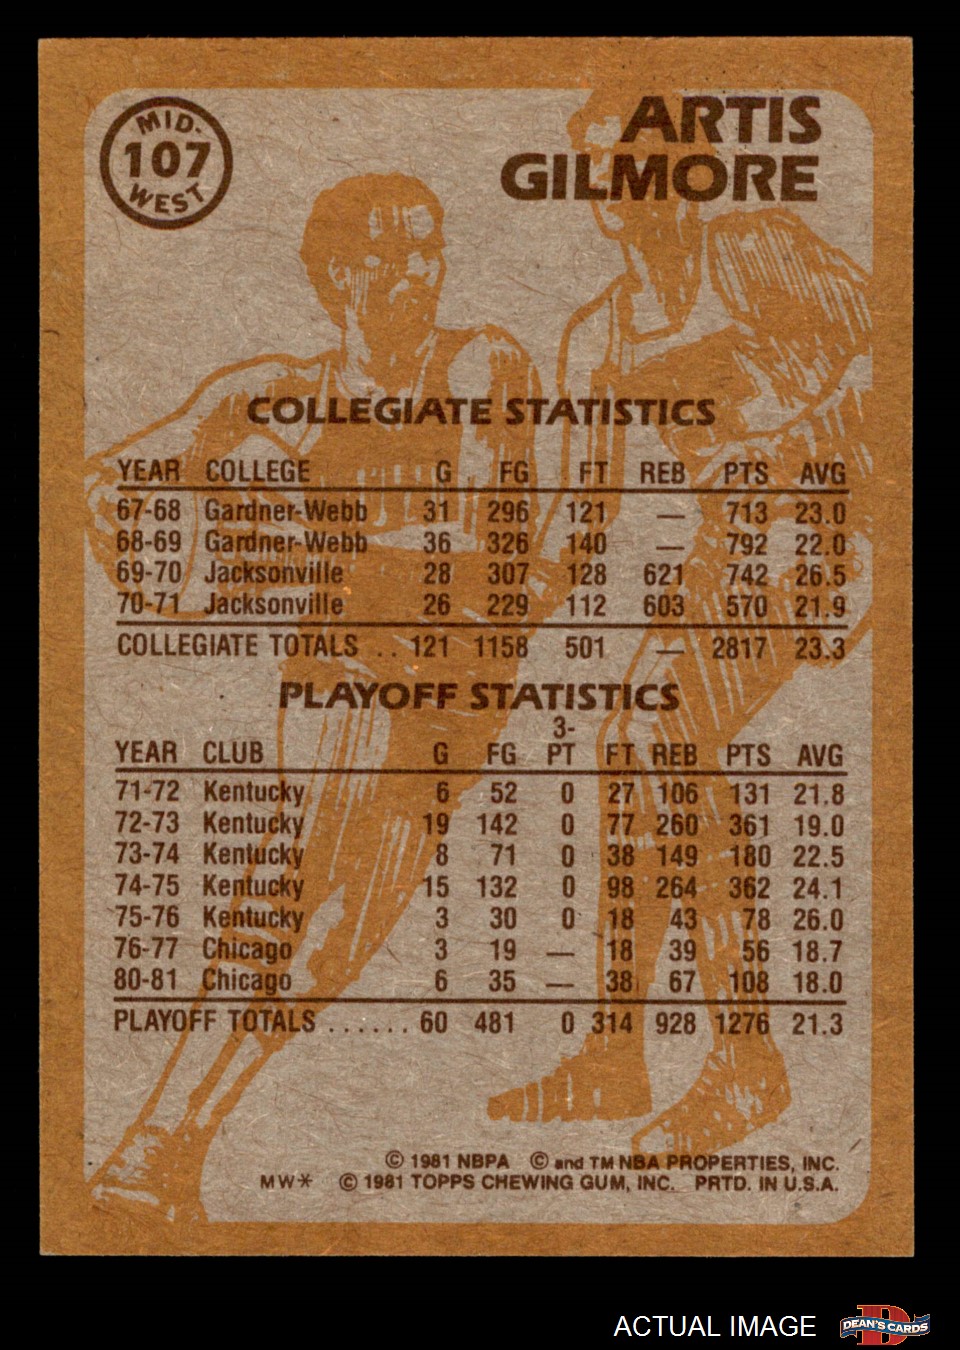 MID-
107
WEST
ARTIS
GILMORE
COLLEGIATE STATISTICS
YEAR COLLEGE G FG FT REB PTS AVG
67-68 Gardner-Webb 31 296 121 — 713 23.0
68-69 Gardner-Webb 36 326 140 — 792 22.0
69-70 Jacksonville 28 307 128 621 742 26.5
70-71 Jacksonville 26 229 112 603 570 21.9
COLLEGIATE TOTALS .. 121 1158 501 — 2817 23.3
PLAYOFF STATISTICS
YEAR CLUB G FG 3-PT FT REB PTS AVG
71-72 Kentucky 6 52 0 27 106 131 21.8
72-73 Kentucky 19 142 0 77 260 361 19.0
73-74 Kentucky 8 71 0 38 149 180 22.5
74-75 Kentucky 15 132 0 98 264 362 24.1
75-76 Kentucky 3 30 0 18 43 78 26.0
76-77 Chicago 3 19 — 18 39 56 18.7
80-81 Chicago 6 35 — 38 67 108 18.0
PLAYOFF TOTALS ...... 60 481 0 314 928 1276 21.3
© 1981 NBPA © and TM NBA PROPERTIES, INC.
MW* © 1981 TOPPS CHEWING GUM, INC. PRTD. IN U.S.A.
ACTUAL IMAGE
D
DEAN'S CARDS